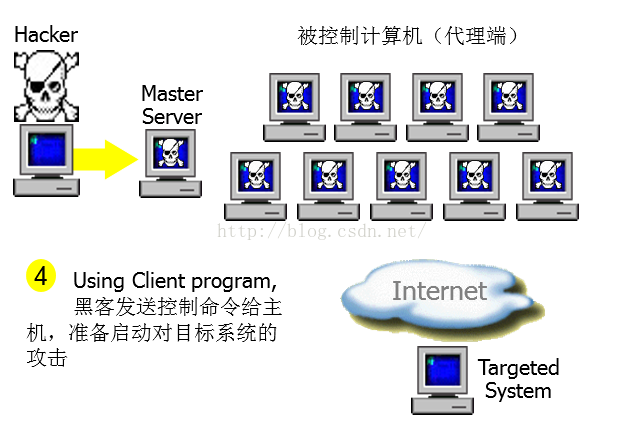 Hacker
被控制计算机（代理端）
Master
Server
http://blog.csdn.net/
4 Using Client program,
黑客发送控制命令给主
机，准备启动对目标系统的
攻击
Internet
Targeted
System